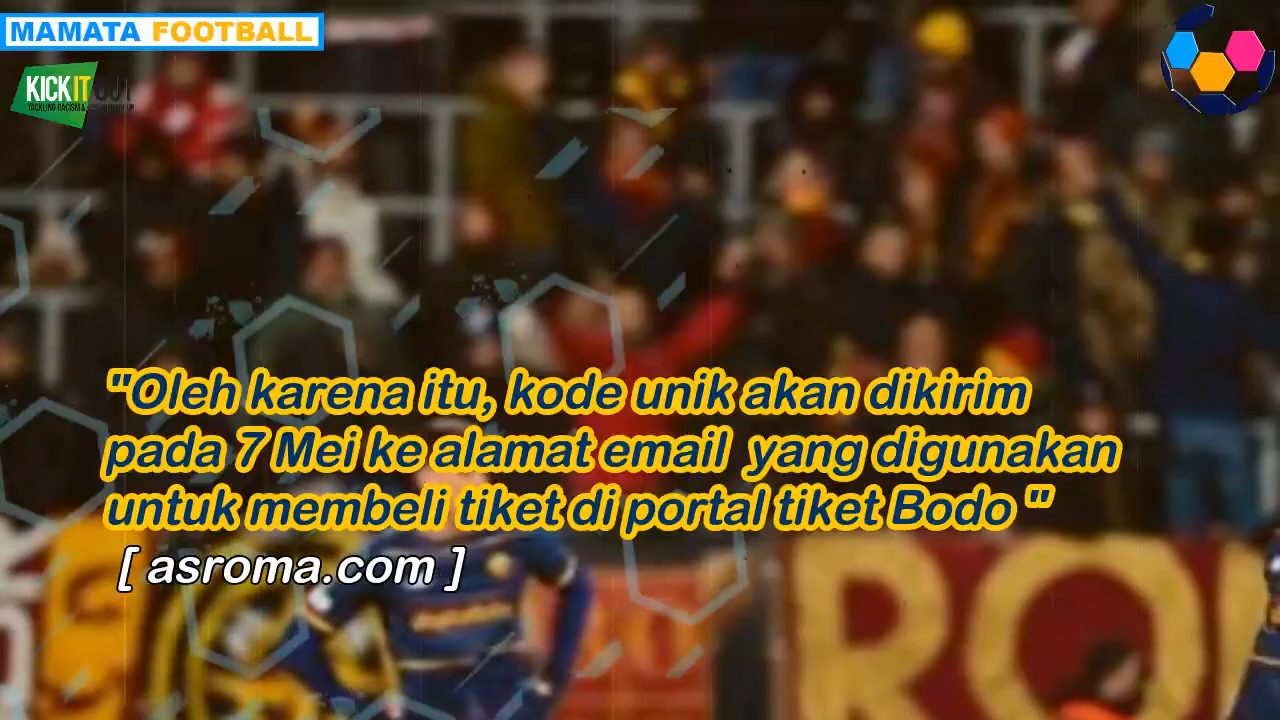 MAMATA FOOTBALL
KICK IT OUT
"Oleh karena itu, kode unik akan dikirim
pada 7 Mei ke alamat email yang digunakan
untuk membeli tiket di portal tiket Bodo "
[ asroma.com ]
RO